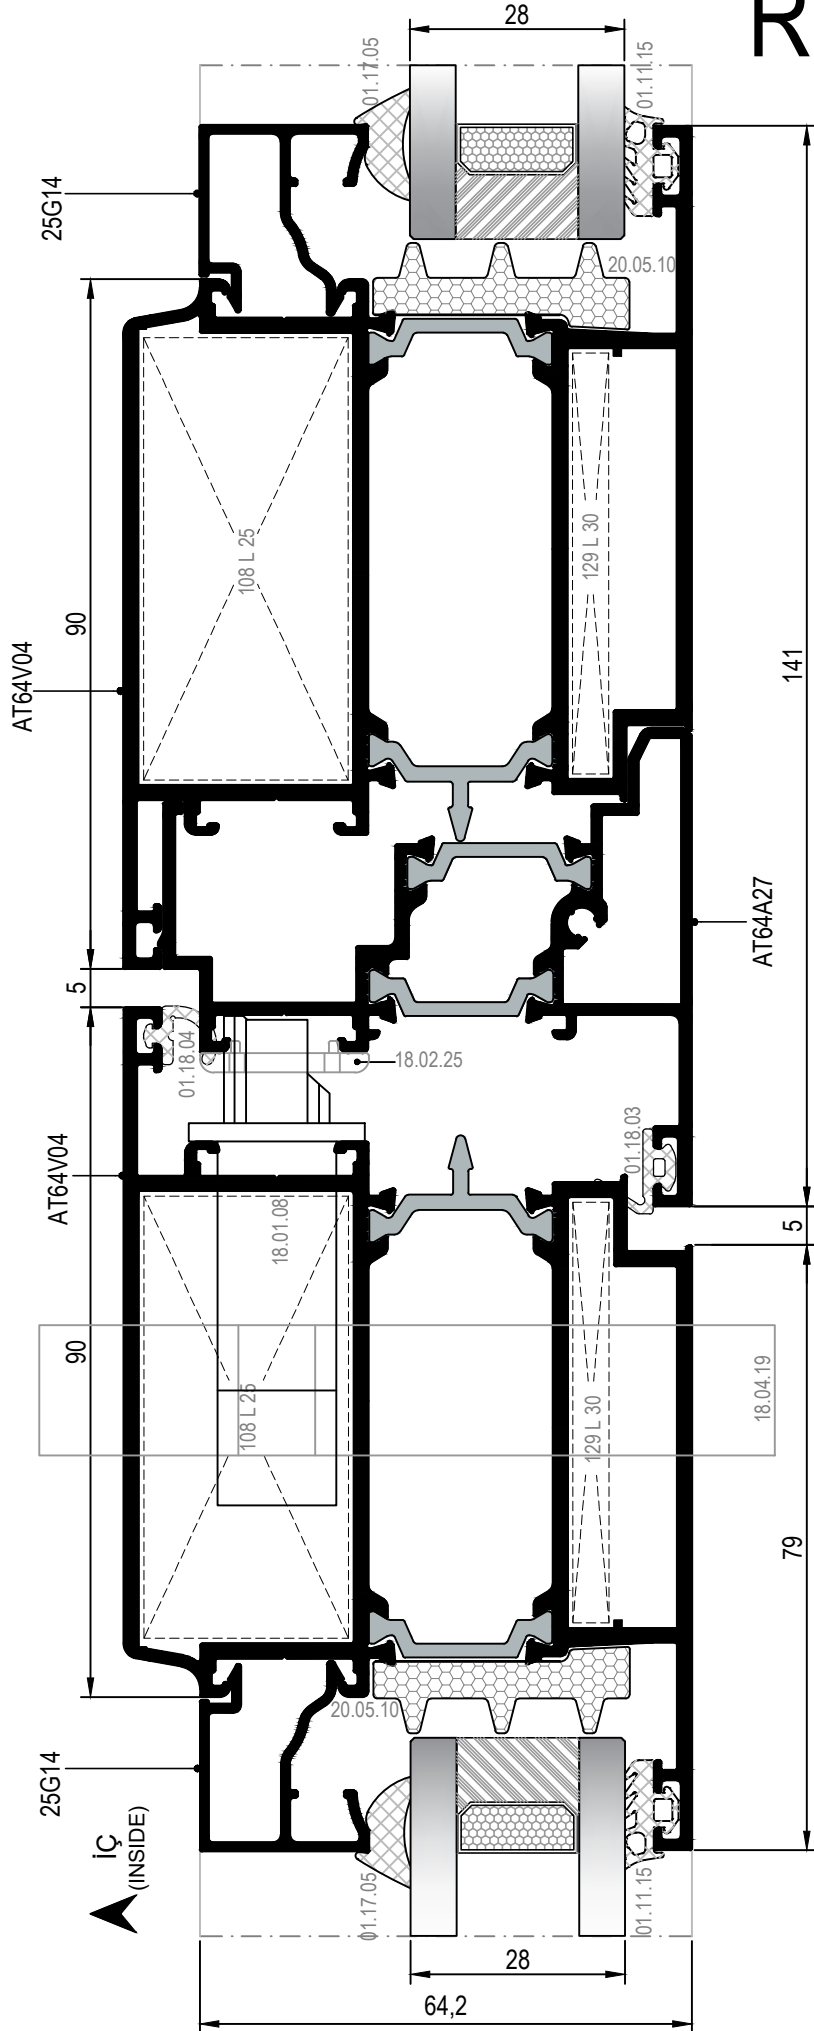 R
28
01.17.05
01.11.15
25G14
20.05.10
108 L 25
129 L 30
90
141
AT64V04
AT64A27
5
01.18.04
18.02.25
01.18.03
AT64V04
18.01.08
5
90
108 L 25
129 L 30
18.04.19
79
20.05.10
25G14
İÇ
(INSIDE)
01.17.05
01.11.15
28
64,2